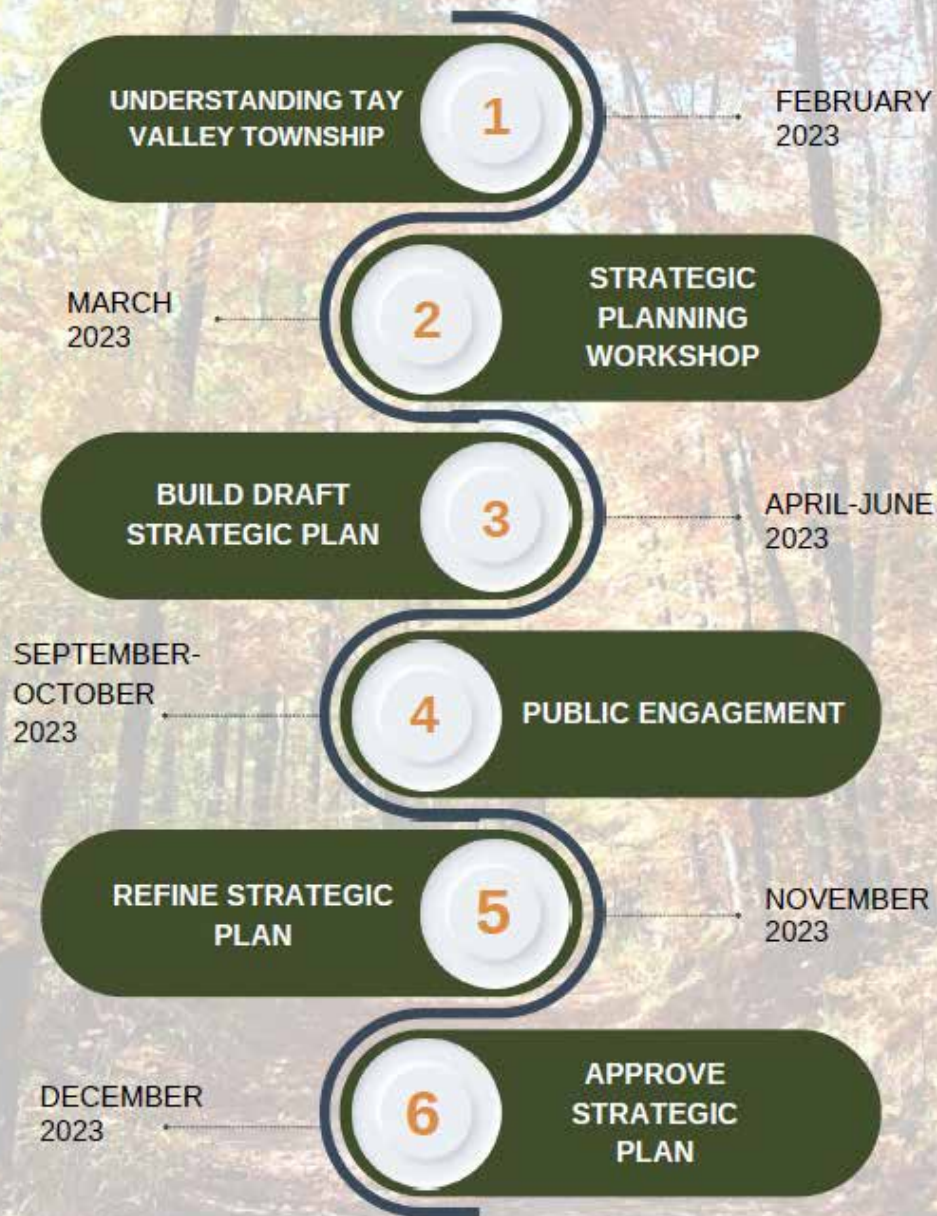 UNDERSTANDING TAY
VALLEY TOWNSHIP
1
FEBRUARY
2023
MARCH
2023
2
STRATEGIC
PLANNING
WORKSHOP
BUILD DRAFT
STRATEGIC PLAN
3
APRIL-JUNE
2023
SEPTEMBER-
OCTOBER
2023
4
PUBLIC ENGAGEMENT
REFINE STRATEGIC
PLAN
5
NOVEMBER
2023
DECEMBER
2023
6
APPROVE
STRATEGIC
PLAN